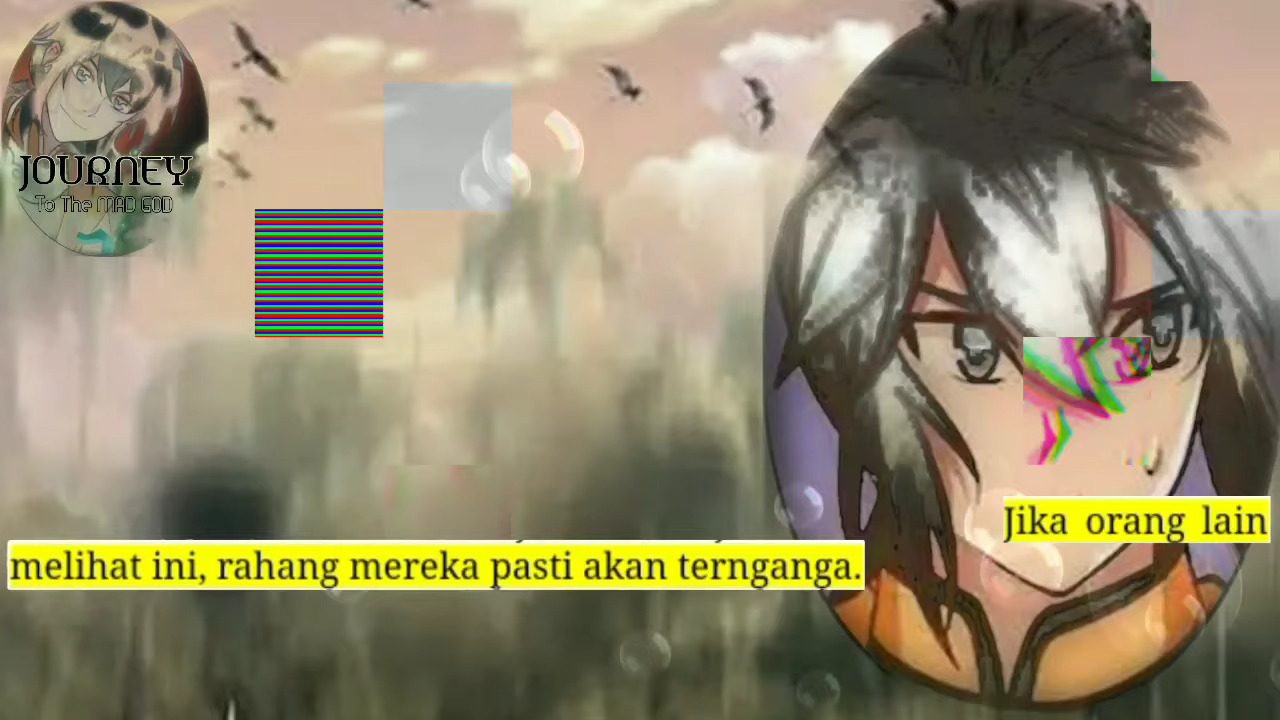 JOURNEY
To The MAD GOD
Jika orang lain
melihat ini, rahang mereka pasti akan ternganga.